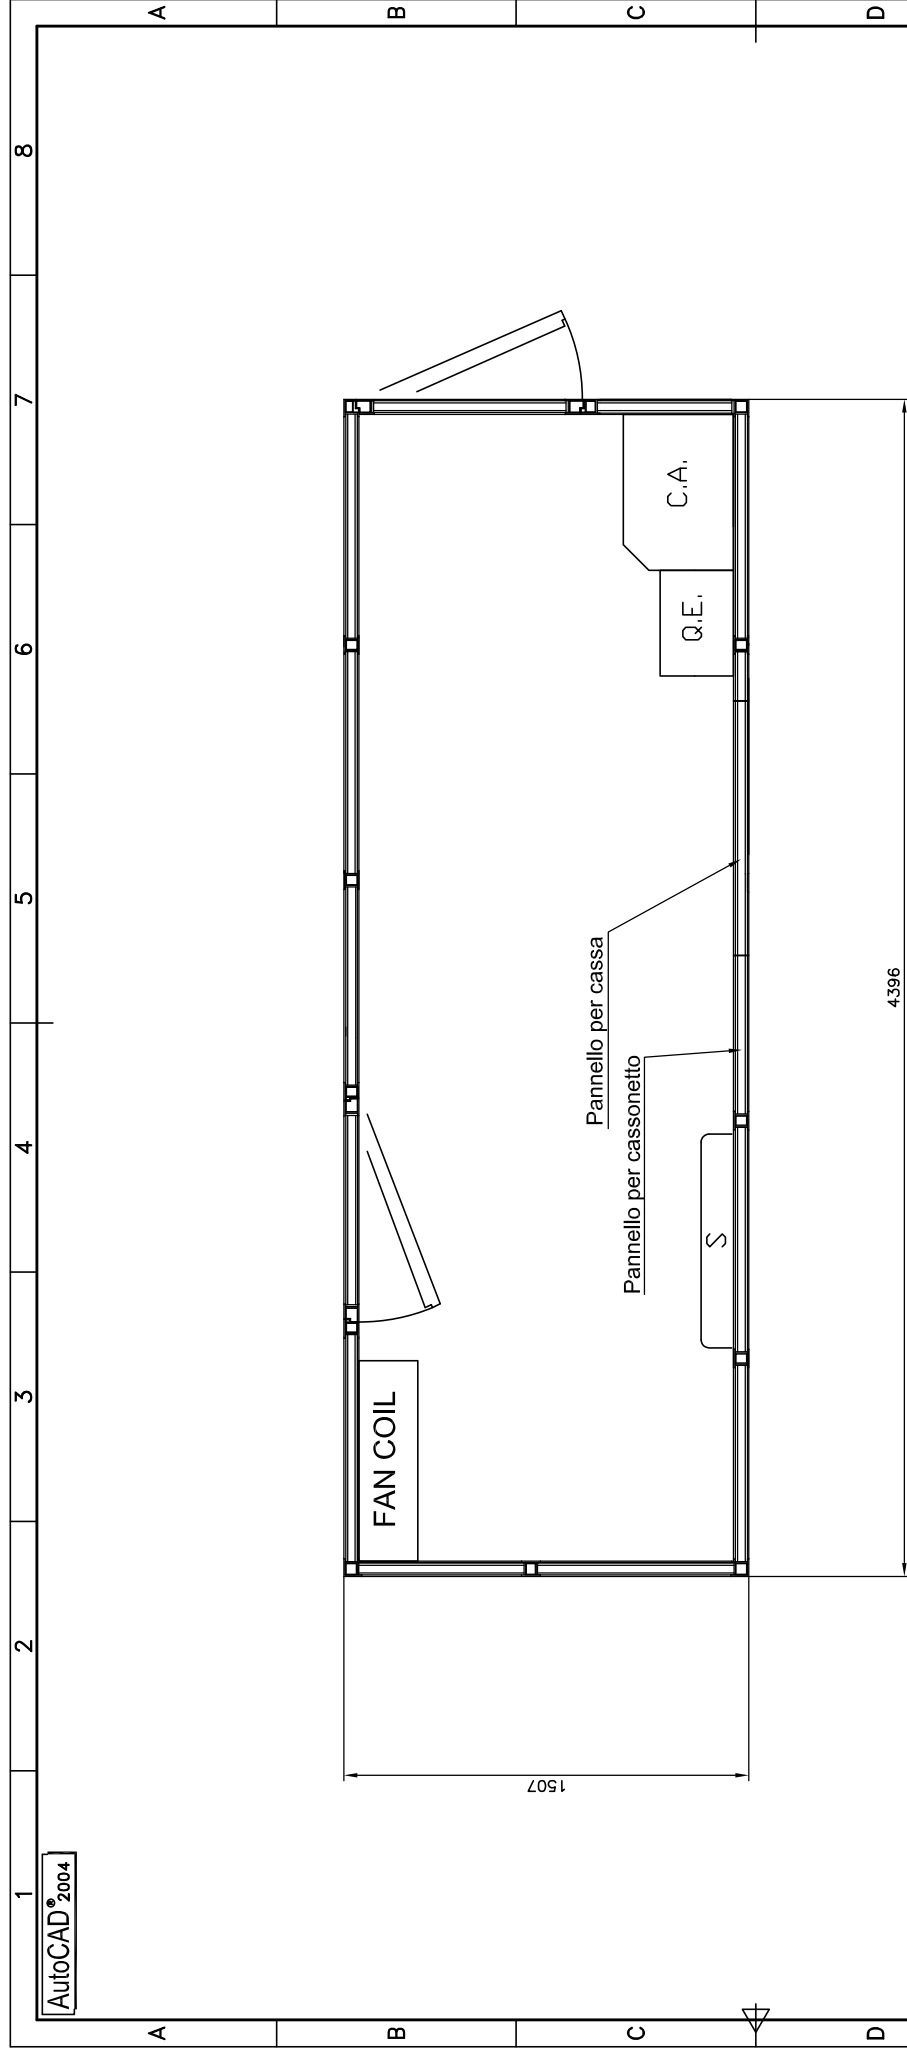 1 2 3 4 5 6 7 8
AutoCAD® 2004
A A
B B
FAN COIL
1507
Pannello per cassa
C C
Pannello per cassonetto
C.A.
Q.E.
S
D D
4396